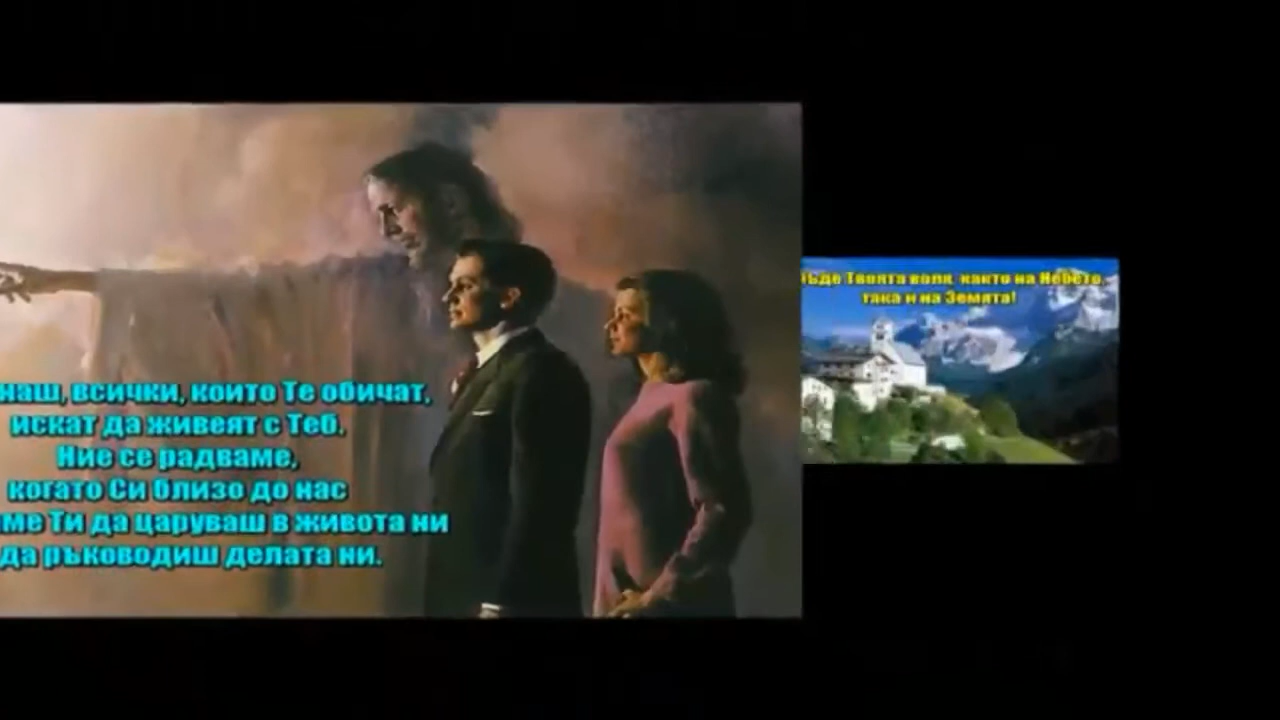 наш, всички, които Те обичат,
искат да живеят с Теб.
Ние се радваме,
когато Си близо до нас
ме Ти да царуваш в живота ни
да ръководиш делата ни.
бъде Твоята воля, както на Небето,
така и на Земята!